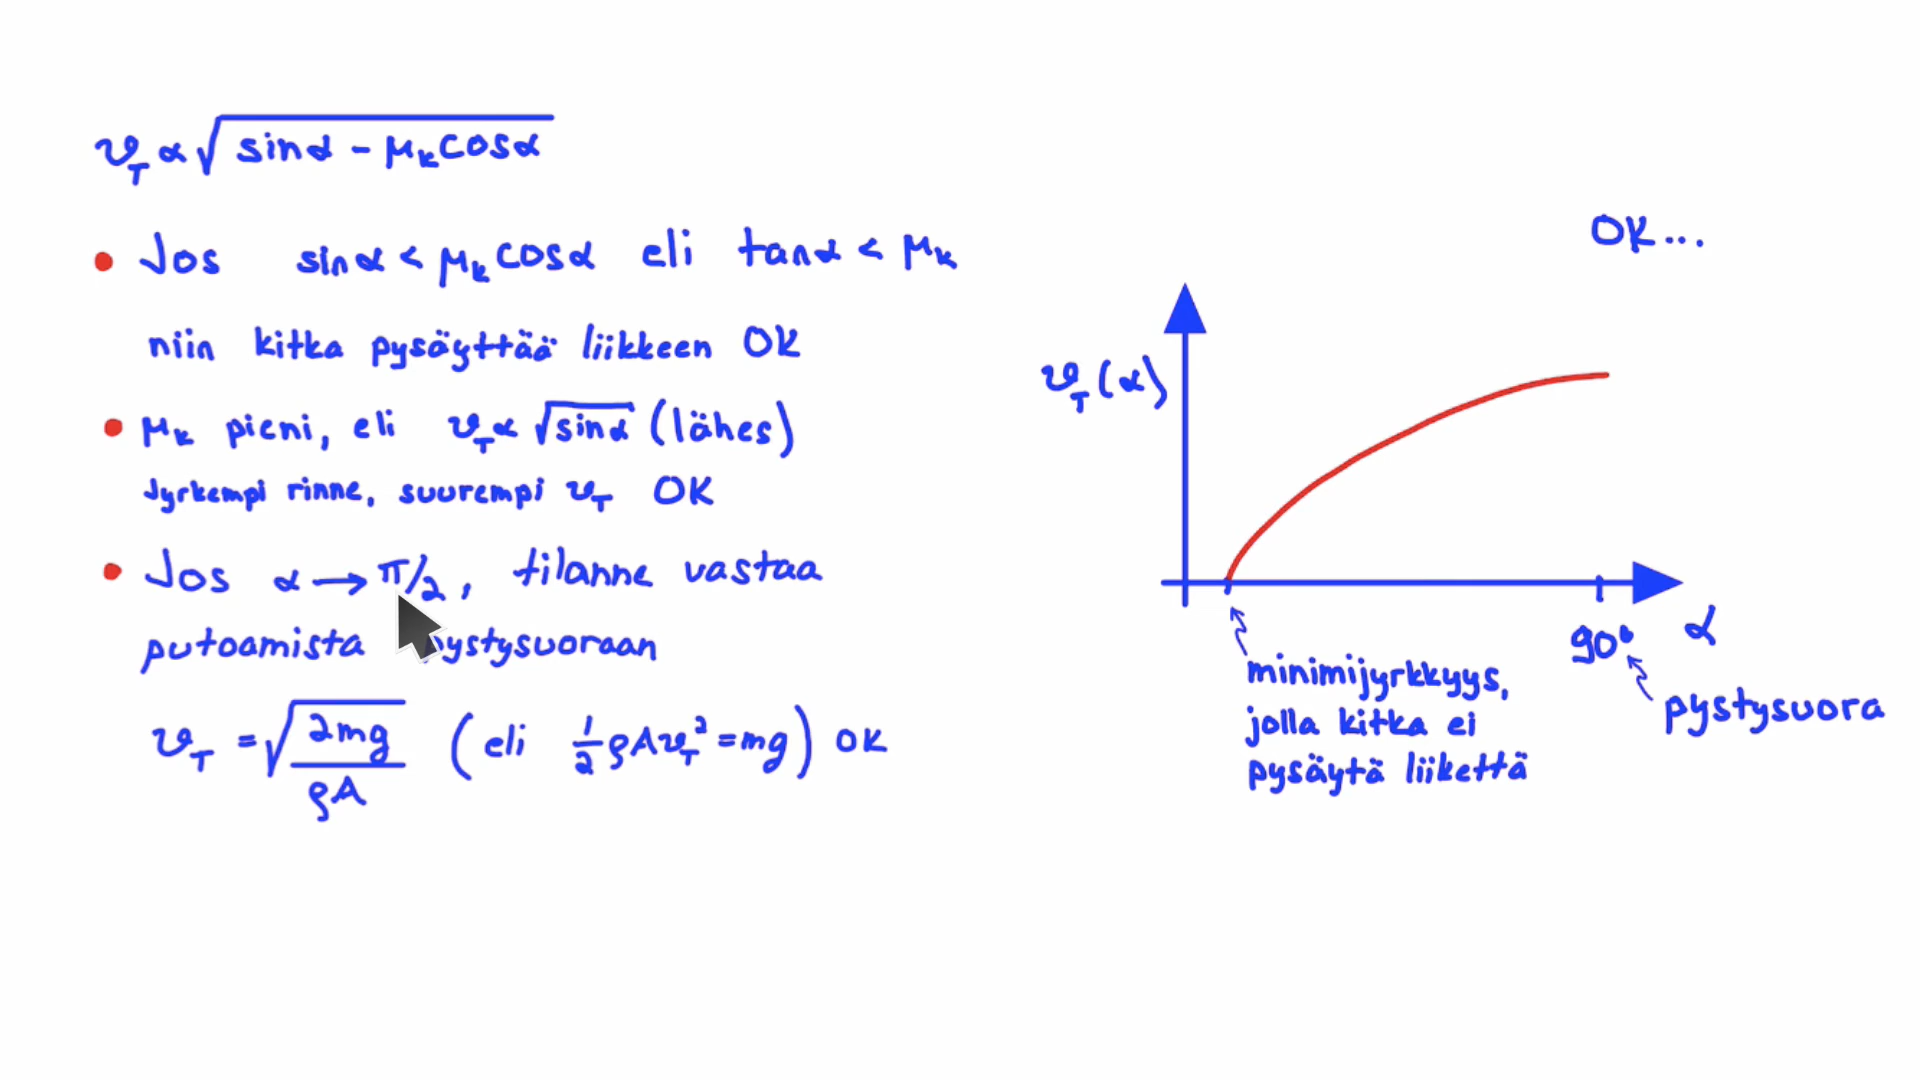 v_T ∝ √(sinα - μ_k cosα)
• Jos sinα < μ_k cosα eli tanα < μ_k
niin kitka pysäyttää liikkeen OK
• μ_k pieni, eli v_T ∝ √sinα (lähes)
Jyrkempi rinne, suurempi v_T OK
• Jos α → π/2, tilanne vastaa
putoamista pystysuoraan
v_T = √(2mg/ρA) (eli ½ρAv_T² = mg) OK
OK...
v_T(α)
90° α
minimijyrkkyys,
jolla kitka ei
pysäytä liikettä
pystysuora